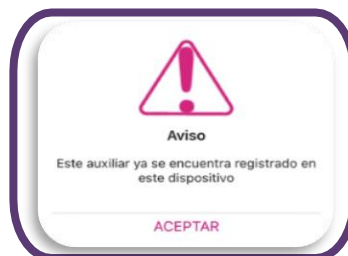 Aviso
Este auxiliar ya se encuentra registrado en
este dispositivo
ACEPTAR